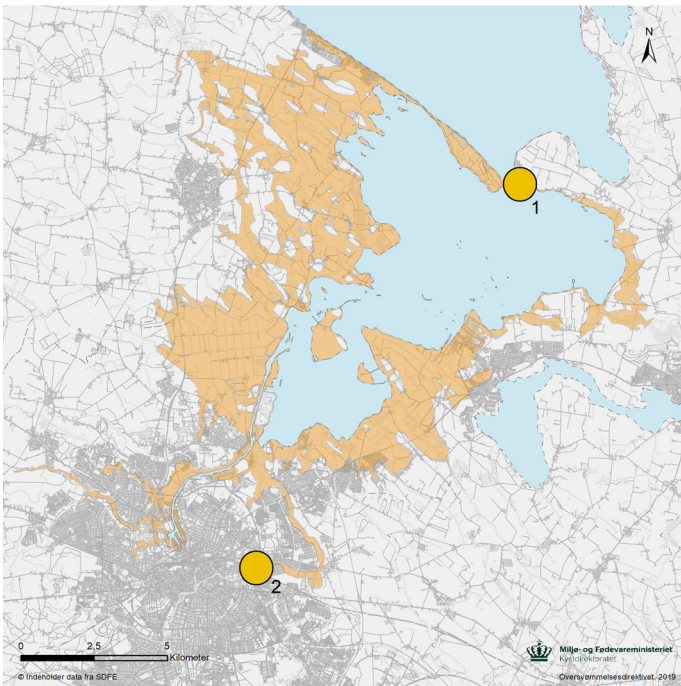 N
1
2
0 2,5 5
Kilometer
© Indeholder data fra SDFE
Miljø- og Fødevareministeriet
Kystdirektoratet
Oversvømmelsesdirektivet, 2019